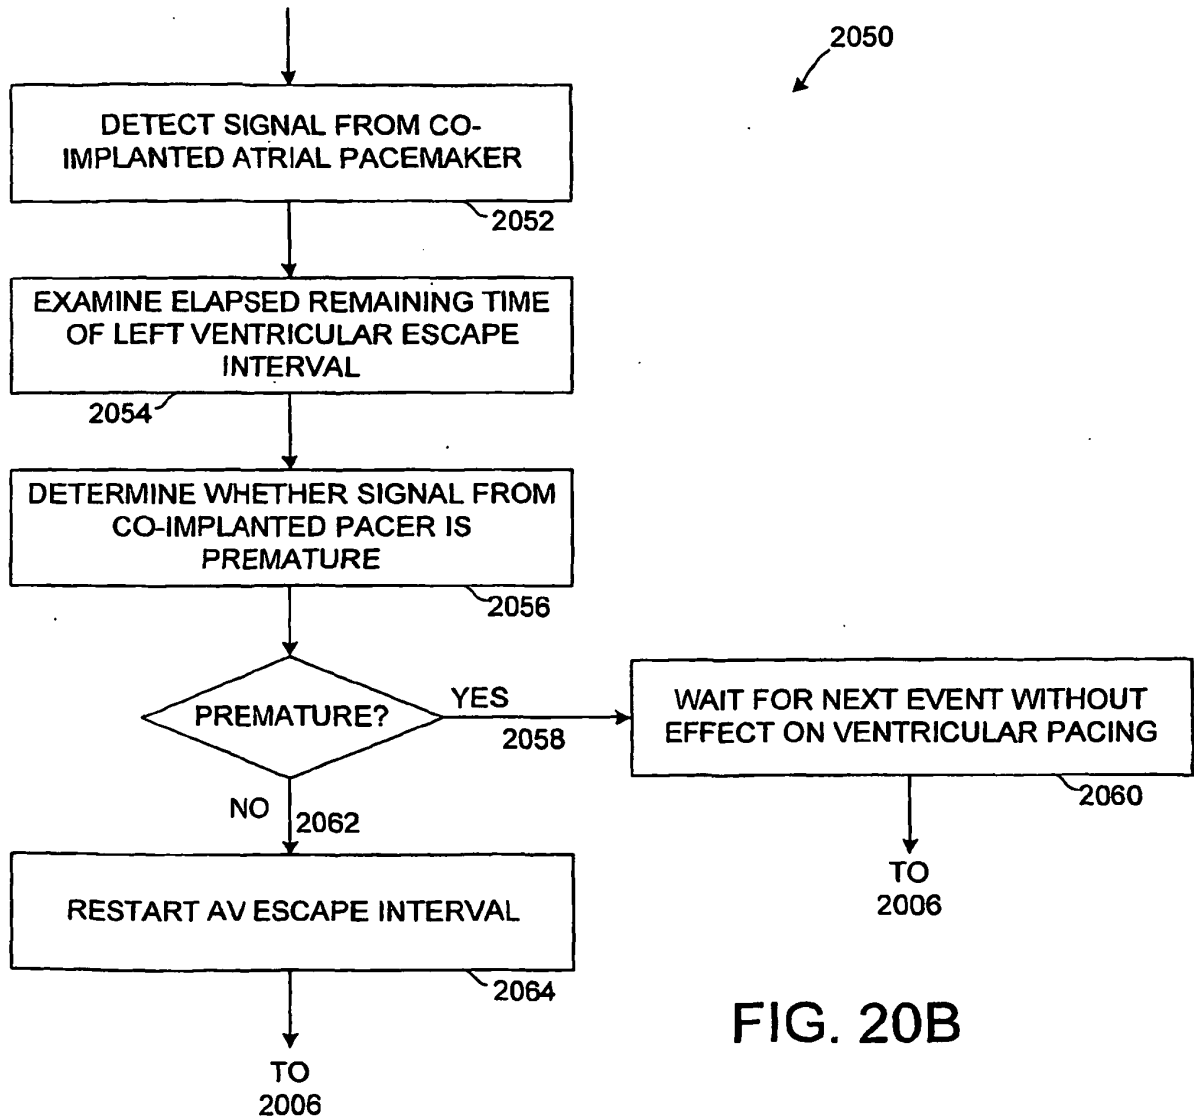 2050
DETECT SIGNAL FROM CO-
IMPLANTED ATRIAL PACEMAKER
2052
EXAMINE ELAPSED REMAINING TIME
OF LEFT VENTRICULAR ESCAPE
INTERVAL
2054
DETERMINE WHETHER SIGNAL FROM
CO-IMPLANTED PACER IS
PREMATURE
2056
PREMATURE?
YES
2058
WAIT FOR NEXT EVENT WITHOUT
EFFECT ON VENTRICULAR PACING
2060
TO
2006
NO
2062
RESTART AV ESCAPE INTERVAL
2064
TO
2006
FIG. 20B